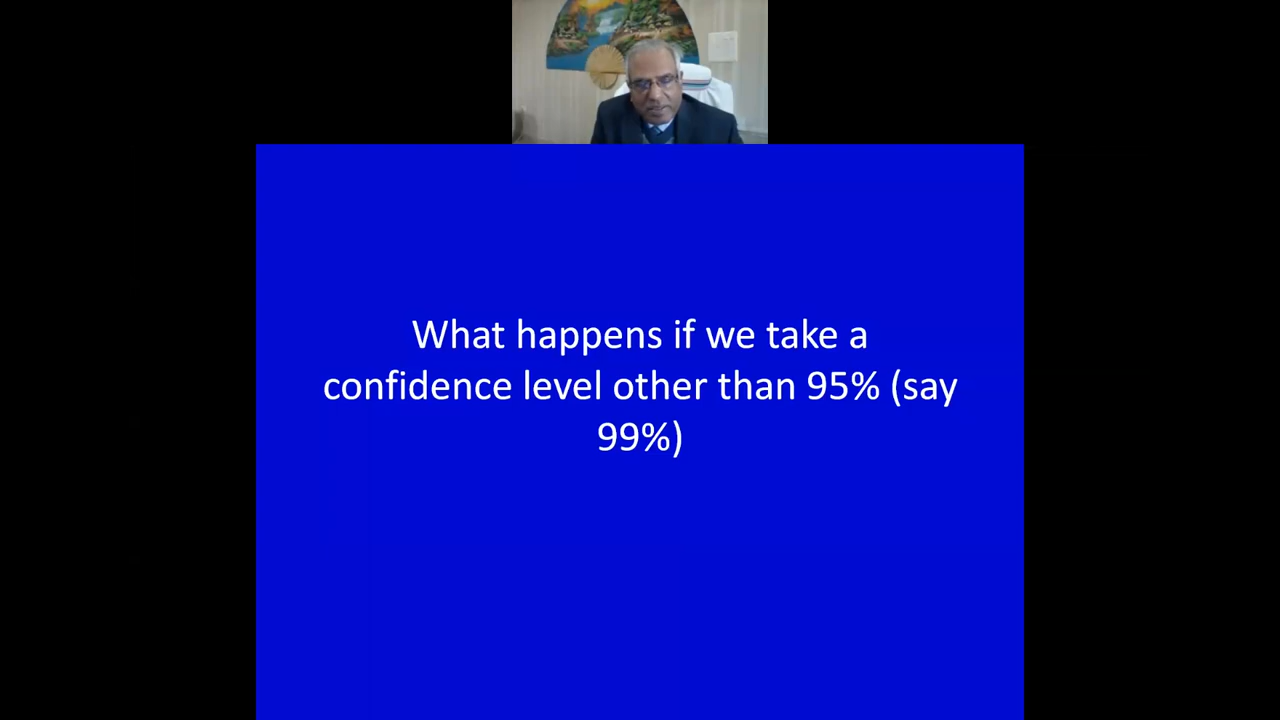 What happens if we take a
confidence level other than 95% (say
99%)